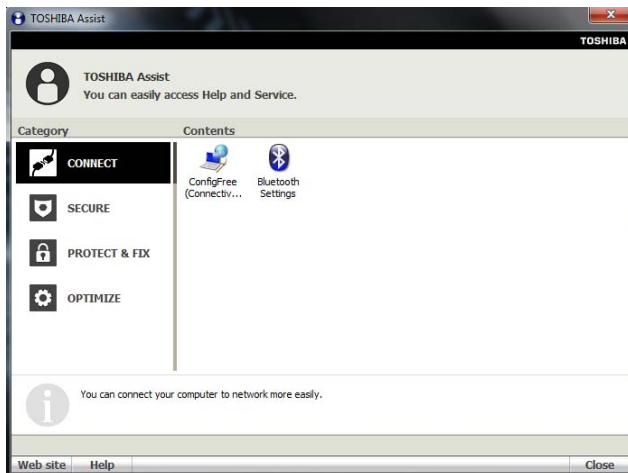 TOSHIBA Assist
TOSHIBA
TOSHIBA Assist
You can easily access Help and Service.
Category
Contents
CONNECT
SECURE
PROTECT & FIX
OPTIMIZE
ConfigFree
(Connectiv...
Bluetooth
Settings
You can connect your computer to network more easily.
Web site
Help
Close